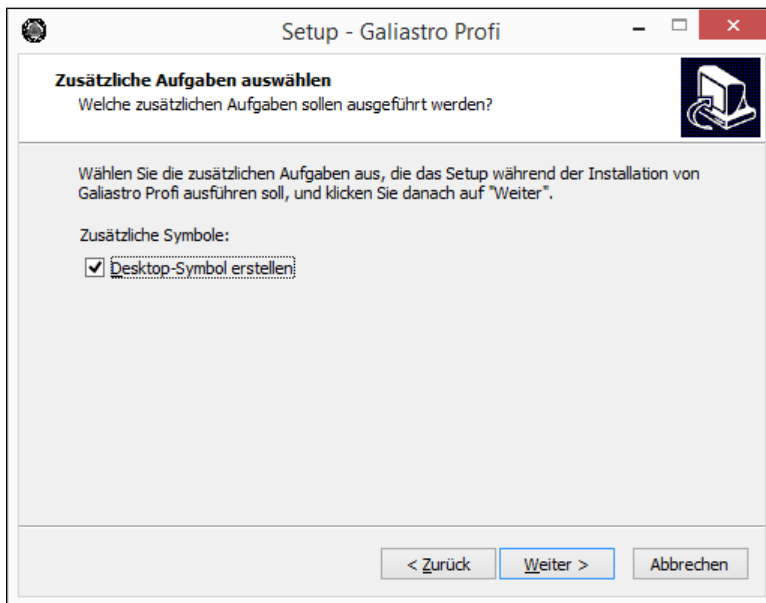 Setup - Galiastro Profi
Zusätzliche Aufgaben auswählen
Welche zusätzlichen Aufgaben sollen ausgeführt werden?
Wählen Sie die zusätzlichen Aufgaben aus, die das Setup während der Installation von
Galiastro Profi ausführen soll, und klicken Sie danach auf "Weiter".
Zusätzliche Symbole:
Desktop-Symbol erstellen
< Zurück Weiter > Abbrechen